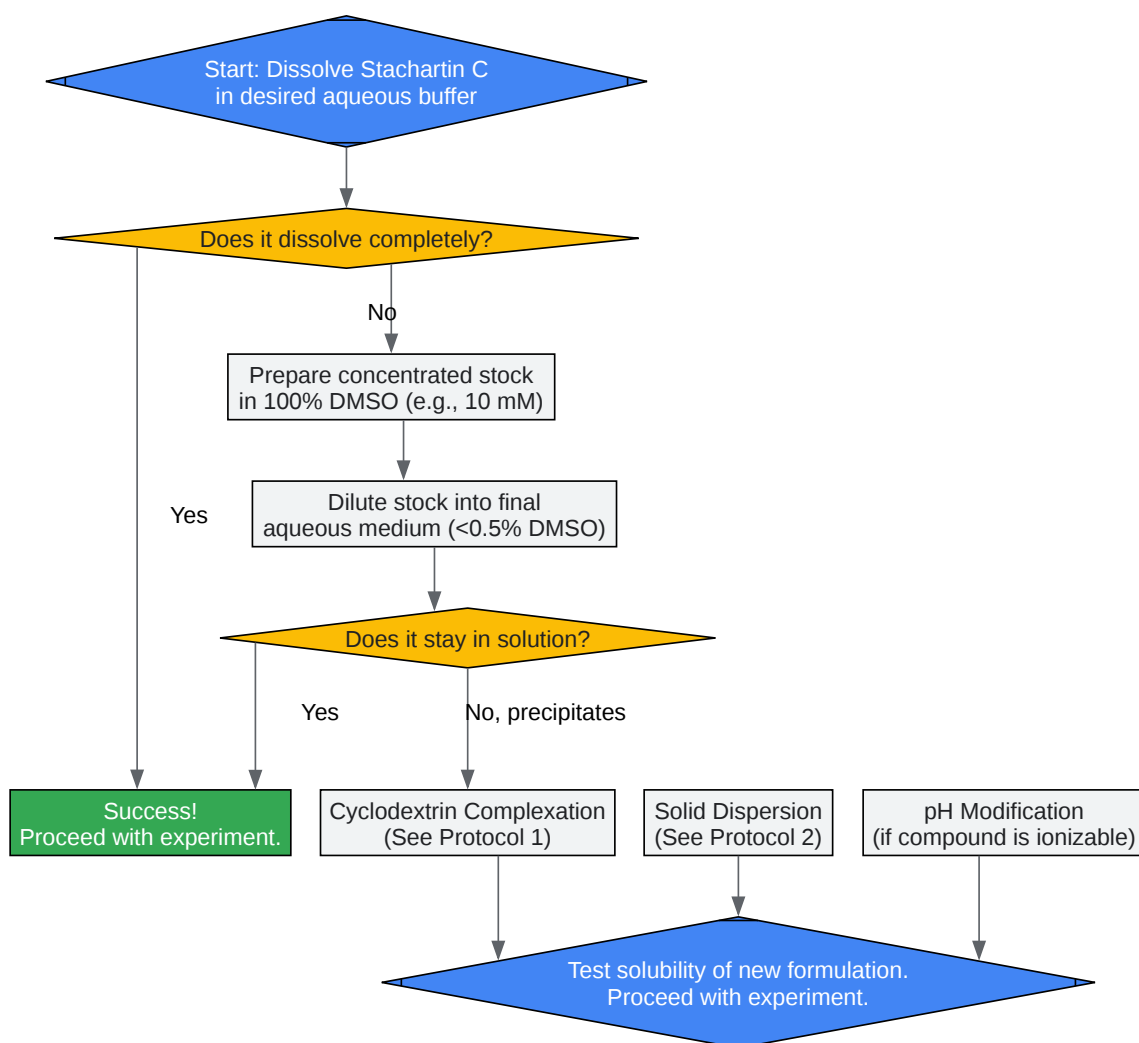 Start: Dissolve Stachartin C
in desired aqueous buffer
Does it dissolve completely?
No
Prepare concentrated stock
in 100% DMSO (e.g., 10 mM)
Yes
Dilute stock into final
aqueous medium (<0.5% DMSO)
Does it stay in solution?
Yes
No, precipitates
Success!
Proceed with experiment.
Cyclodextrin Complexation
(See Protocol 1)
Solid Dispersion
(See Protocol 2)
pH Modification
(if compound is ionizable)
Test solubility of new formulation.
Proceed with experiment.